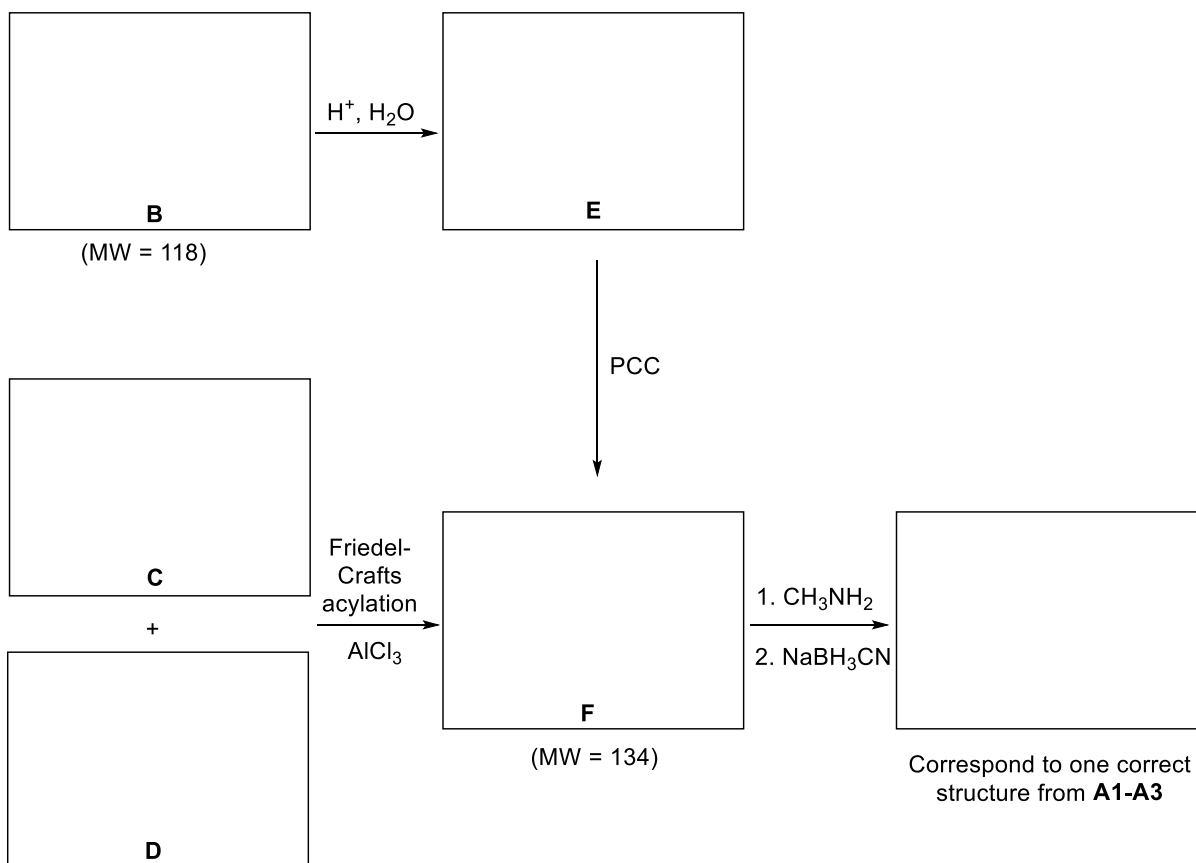 B
(MW = 118)
H⁺, H₂O
E
PCC
C
+
D
Friedel-
Crafts
acylation
AlCl₃
F
(MW = 134)
1. CH₃NH₂
2. NaBH₃CN
Correspond to one correct
structure from A1-A3